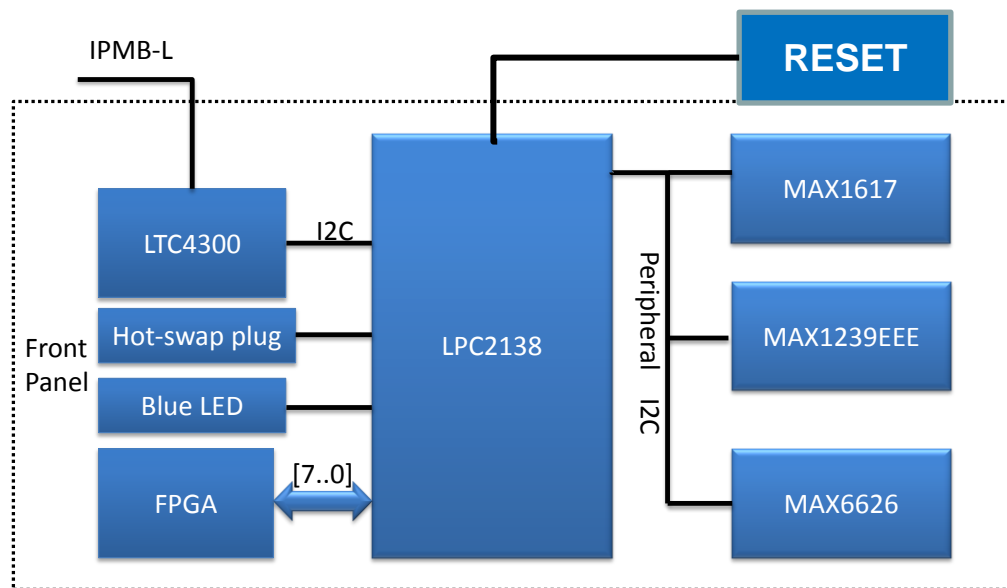 IPMB-L
RESET
LTC4300
I2C
MAX1617
Hot-swap plug
LPC2138
Peripheral I2C
MAX1239EEE
Front
Panel
Blue LED
[7..0]
FPGA
MAX6626